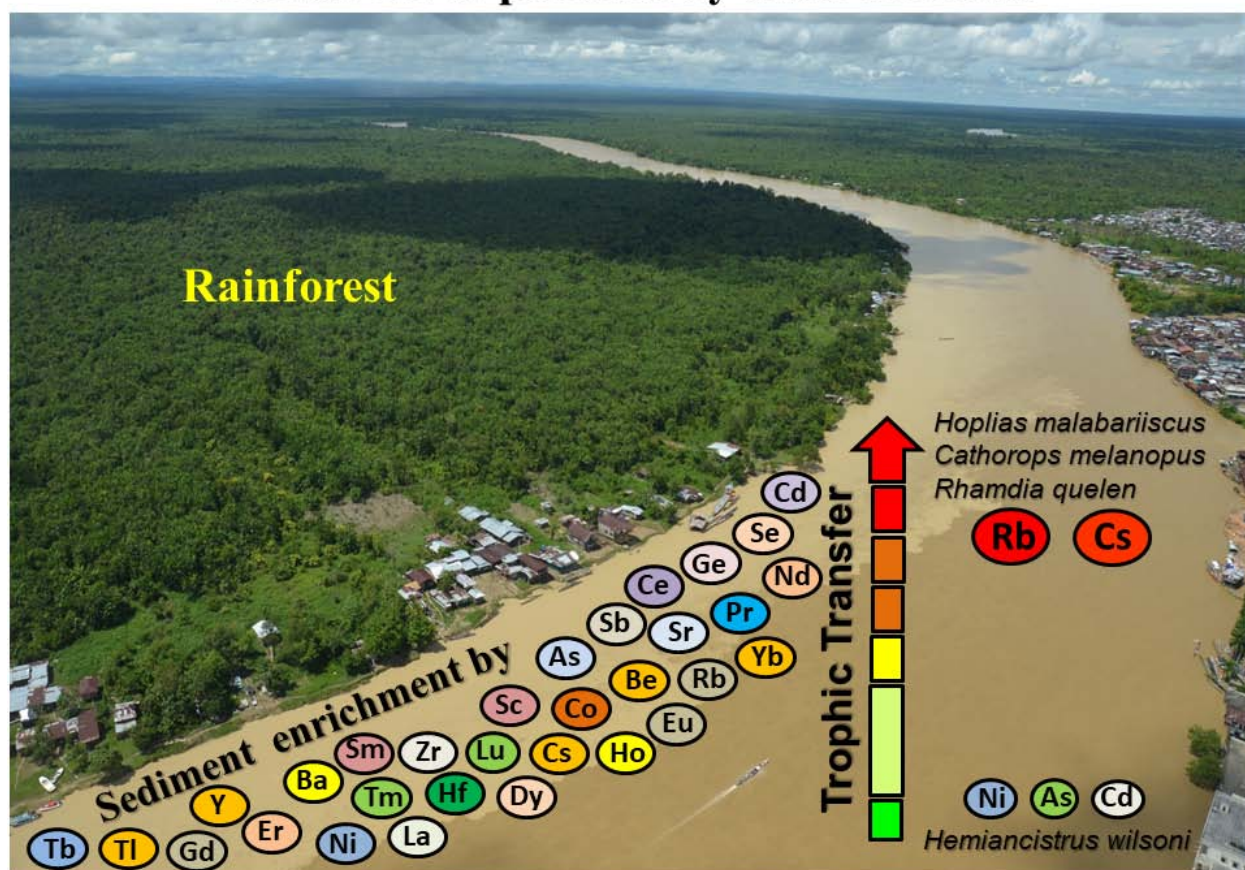 Rainforest
Hoplias malabariiscus
Cathorops melanopus
Rhamdia quelen
Rb Cs
Trophic Transfer
Sediment enrichment by
Cd
Se
Ge
Nd
Ce
Pr
Sb
Sr
As
Yb
Be
Rb
Sc
Co
Eu
Sm
Zr
Lu
Cs
Ho
Ba
Tm
Hf
Dy
Y
Er
Ni
La
Tb
Tl
Gd
Ni As Cd
Hemiancistrus wilsoni